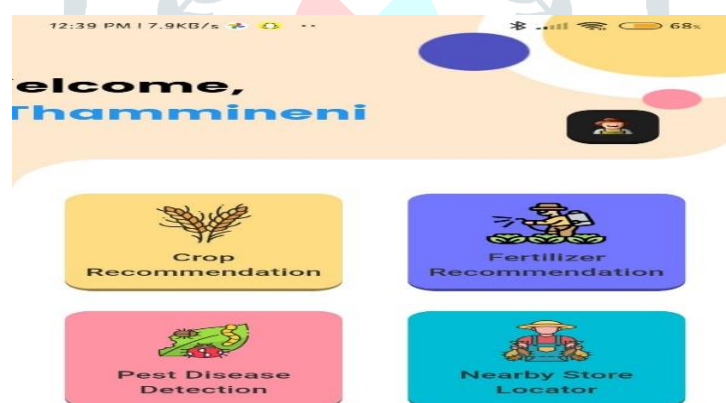 12:39 PM | 7.9KB/s
68%
elcome,
Thammineni
Crop
Recommendation
Fertilizer
Recommendation
Pest Disease
Detection
Nearby Store
Locator